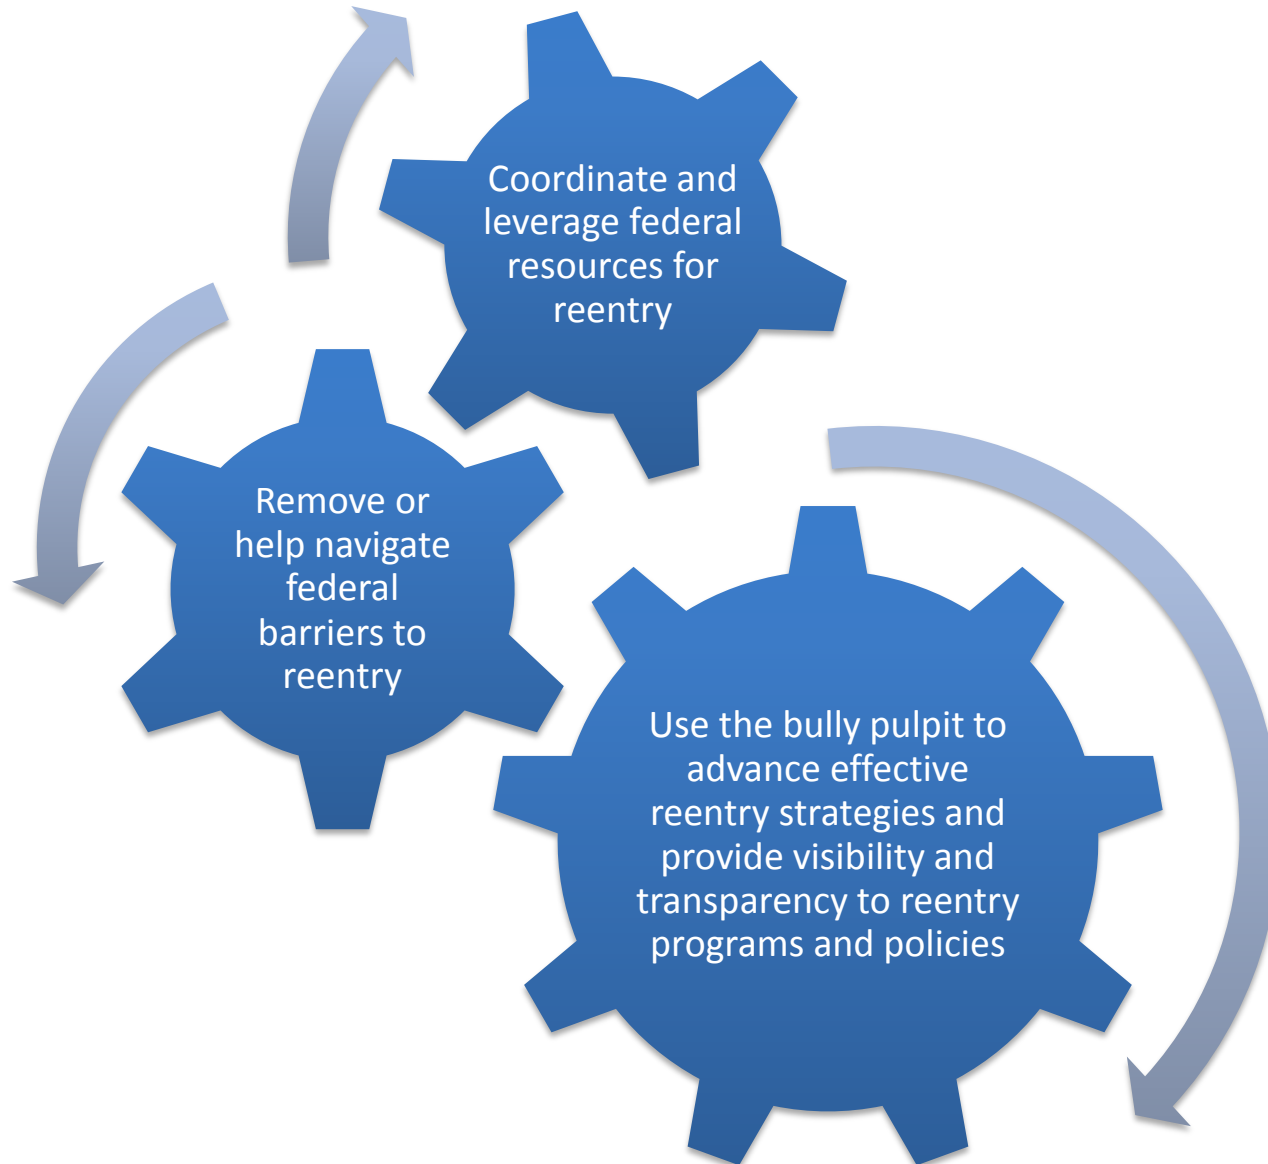 Coordinate and
leverage federal
resources for
reentry
Remove or
help navigate
federal
barriers to
reentry
Use the bully pulpit to
advance effective
reentry strategies and
provide visibility and
transparency to reentry
programs and policies